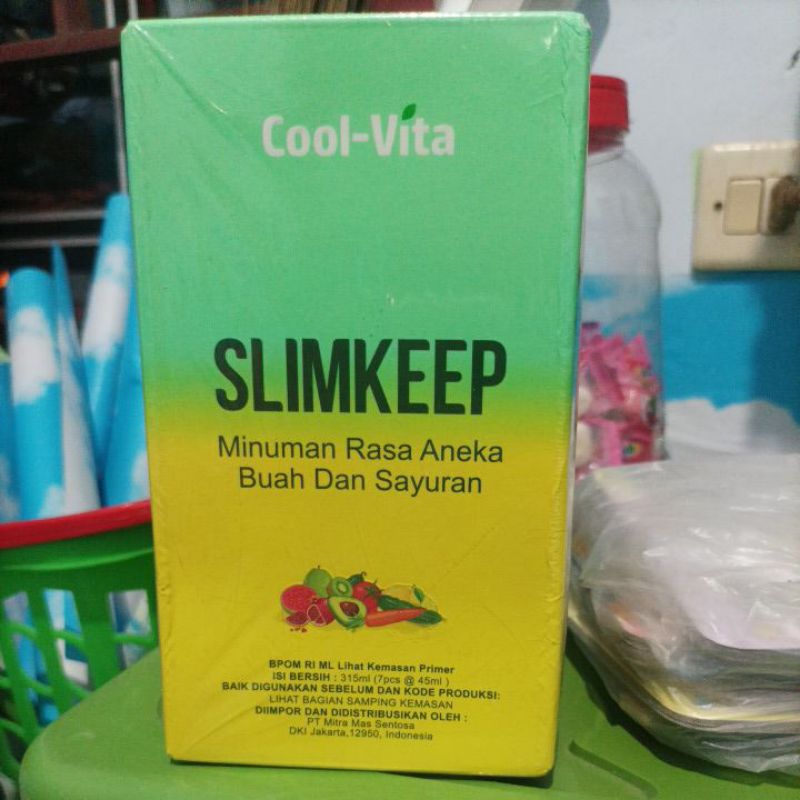 Cool-Vita
SLIMKEEP
Minuman Rasa Aneka
Buah Dan Sayuran
BPOM RI ML Lihat Kemasan Primer
ISI BERSIH : 315ml (7pcs @ 45ml )
BAIK DIGUNAKAN SEBELUM DAN KODE PRODUKSI:
LIHAT BAGIAN SAMPING KEMASAN
DIIMPOR DAN DIDISTRIBUSIKAN OLEH :
PT Mitra Mas Sentosa
DKI Jakarta,12950, Indonesia